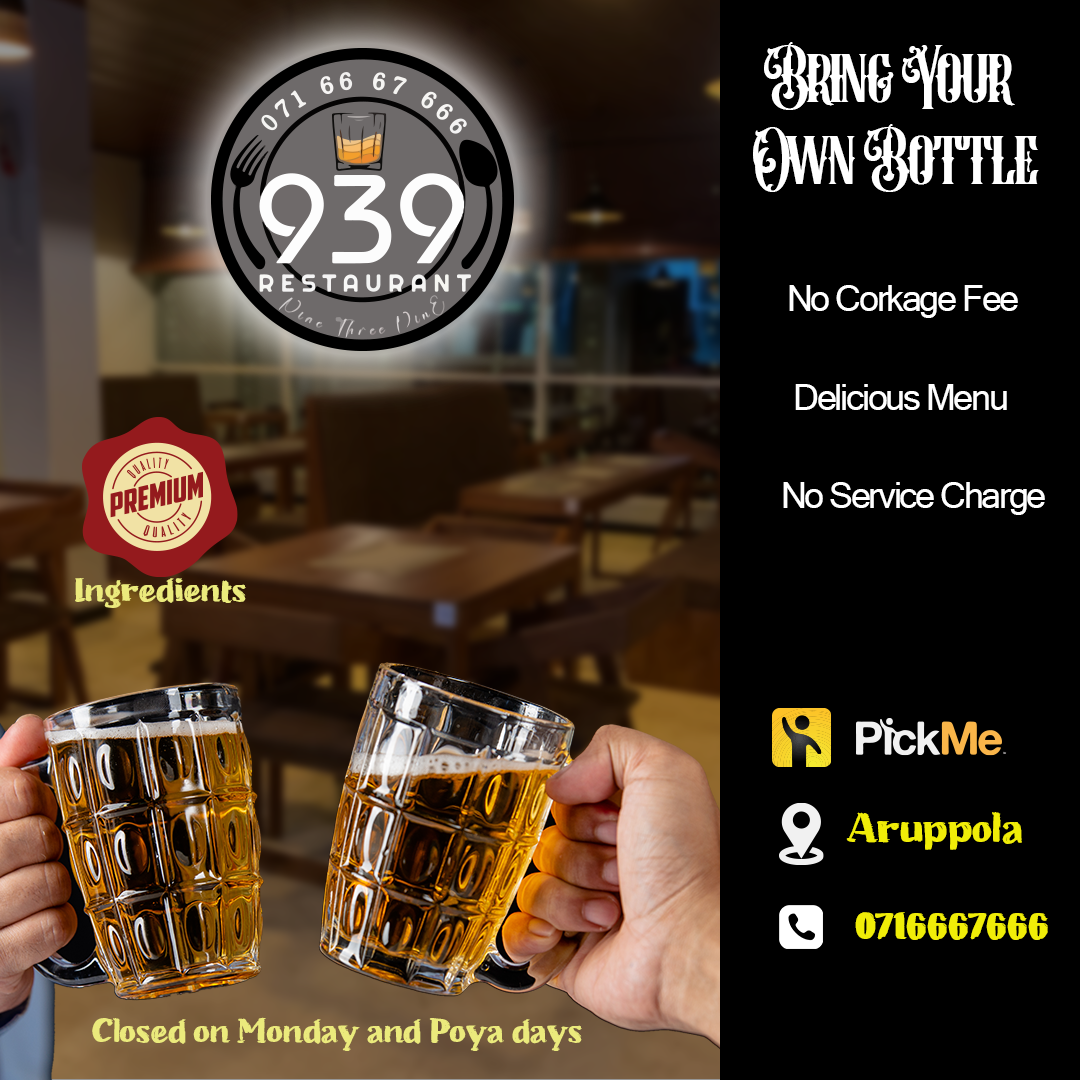 071 66 67 666
939
RESTAURANT
Nine Three NinE
QUALITY
PREMIUM
QUALITY
Ingredients
Closed on Monday and Poya days
Bring Your
Own Bottle
No Corkage Fee
Delicious Menu
No Service Charge
PickMe
Aruppola
0716667666